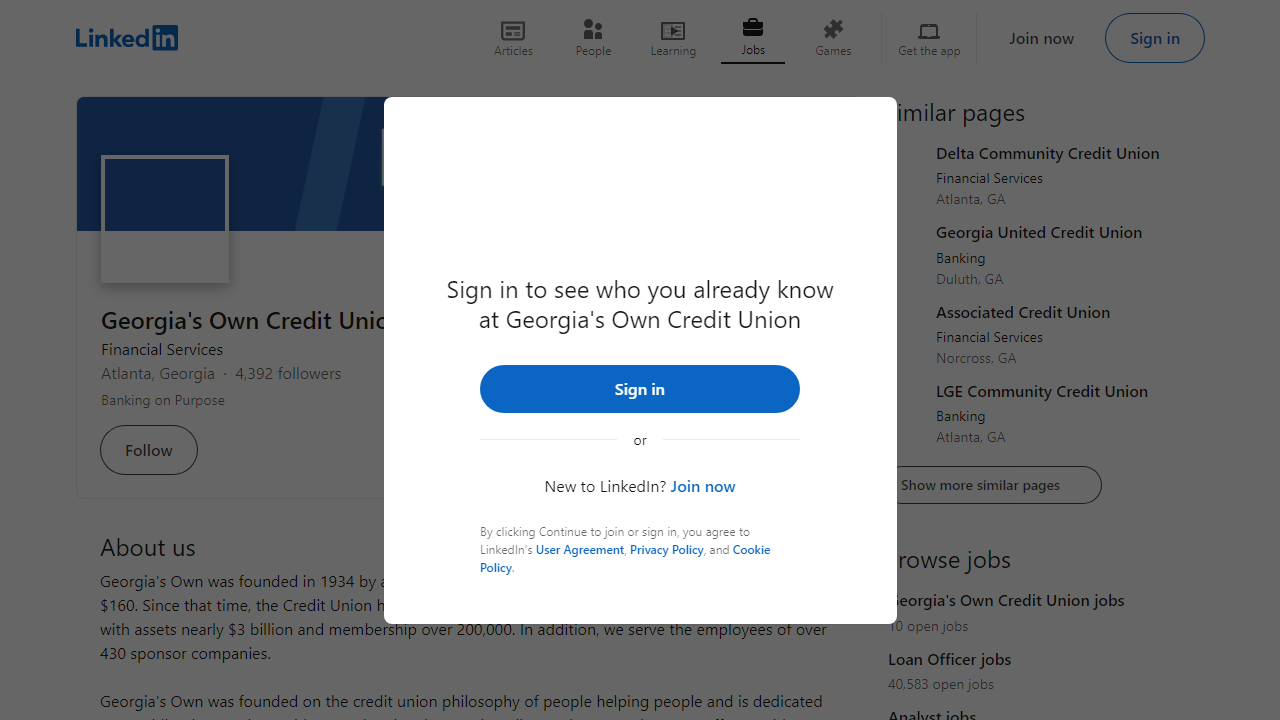 LinkedIn
Articles
People
Learning
Jobs
Games
Get the app
Join now
Sign in
Georgia's Own Credit Unio
Financial Services
Atlanta, Georgia · 4,392 followers
Banking on Purpose
Follow
About us
Georgia's Own was founded in 1934 by a
$160. Since that time, the Credit Union h
with assets nearly $3 billion and membership over 200,000. In addition, we serve the employees of over
430 sponsor companies.
Georgia's Own was founded on the credit union philosophy of people helping people and is dedicated
Sign in to see who you already know
at Georgia's Own Credit Union
Sign in
or
New to LinkedIn? Join now
By clicking Continue to join or sign in, you agree to
LinkedIn's User Agreement, Privacy Policy, and Cookie
Policy.
imilar pages
Delta Community Credit Union
Financial Services
Atlanta, GA
Georgia United Credit Union
Banking
Duluth, GA
Associated Credit Union
Financial Services
Norcross, GA
LGE Community Credit Union
Banking
Atlanta, GA
Show more similar pages
rowse jobs
Georgia's Own Credit Union jobs
10 open jobs
Loan Officer jobs
40,583 open jobs
Analyst jobs